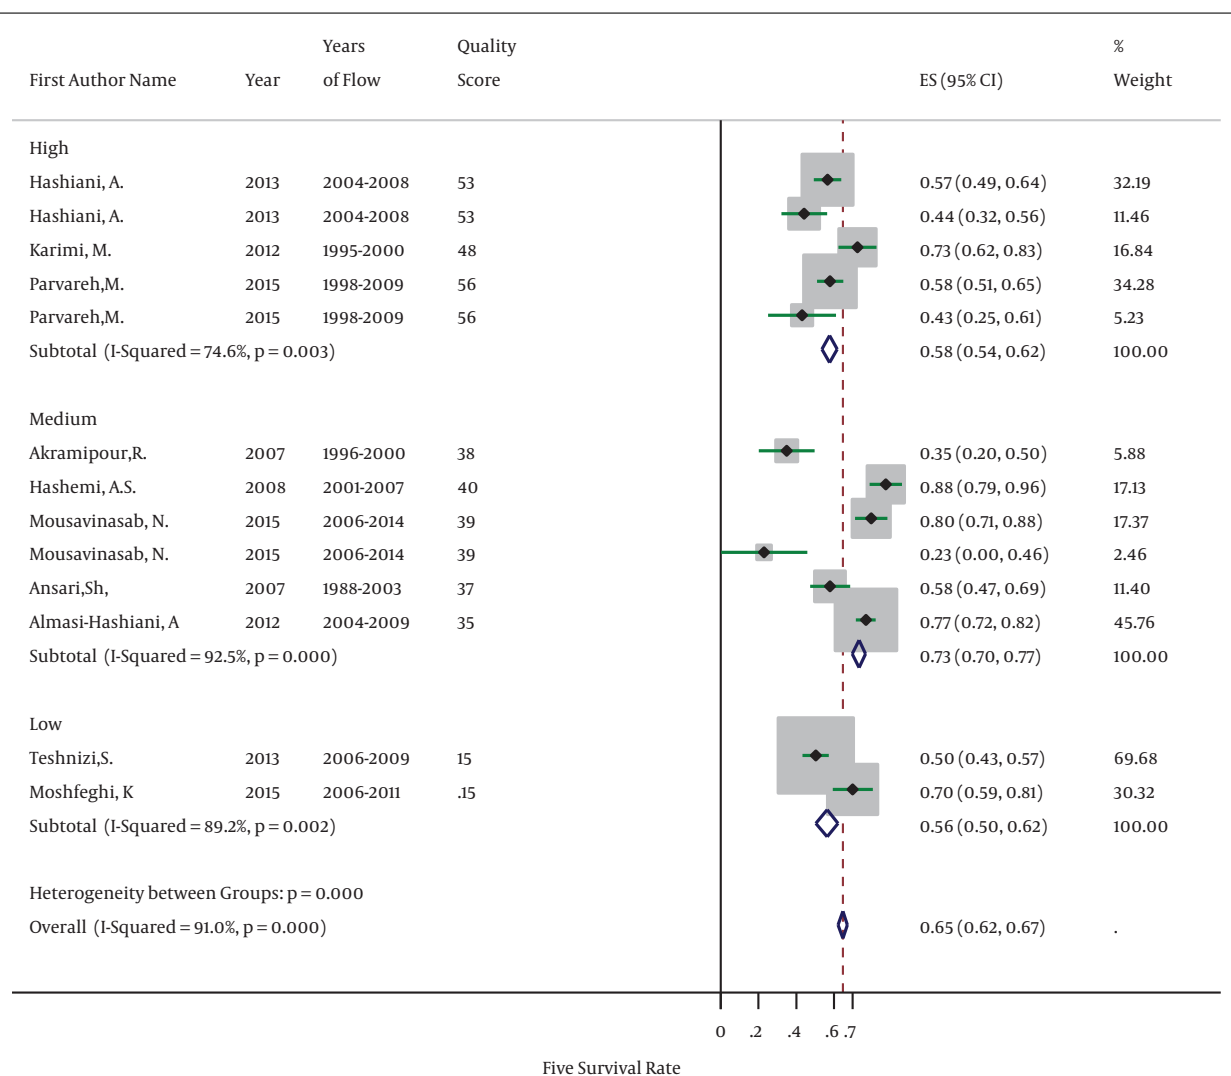 Years Quality %
First Author Name Year of Flow Score ES (95% CI) Weight
High
Hashiani, A. 2013 2004-2008 53 0.57 (0.49, 0.64) 32.19
Hashiani, A. 2013 2004-2008 53 0.44 (0.32, 0.56) 11.46
Karimi, M. 2012 1995-2000 48 0.73 (0.62, 0.83) 16.84
Parvareh,M. 2015 1998-2009 56 0.58 (0.51, 0.65) 34.28
Parvareh,M. 2015 1998-2009 56 0.43 (0.25, 0.61) 5.23
Subtotal (I-Squared = 74.6%, p = 0.003) 0.58 (0.54, 0.62) 100.00
Medium
Akramipour,R. 2007 1996-2000 38 0.35 (0.20, 0.50) 5.88
Hashemi, A.S. 2008 2001-2007 40 0.88 (0.79, 0.96) 17.13
Mousavinasab, N. 2015 2006-2014 39 0.80 (0.71, 0.88) 17.37
Mousavinasab, N. 2015 2006-2014 39 0.23 (0.00, 0.46) 2.46
Ansari,Sh, 2007 1988-2003 37 0.58 (0.47, 0.69) 11.40
Almasi-Hashiani, A 2012 2004-2009 35 0.77 (0.72, 0.82) 45.76
Subtotal (I-Squared = 92.5%, p = 0.000) 0.73 (0.70, 0.77) 100.00
Low
Teshnizi,S. 2013 2006-2009 15 0.50 (0.43, 0.57) 69.68
Moshfeghi, K 2015 2006-2011 .15 0.70 (0.59, 0.81) 30.32
Subtotal (I-Squared = 89.2%, p = 0.002) 0.56 (0.50, 0.62) 100.00
Heterogeneity between Groups: p = 0.000
Overall (I-Squared = 91.0%, p = 0.000) 0.65 (0.62, 0.67) .
0 .2 .4 .6 .7
Five Survival Rate